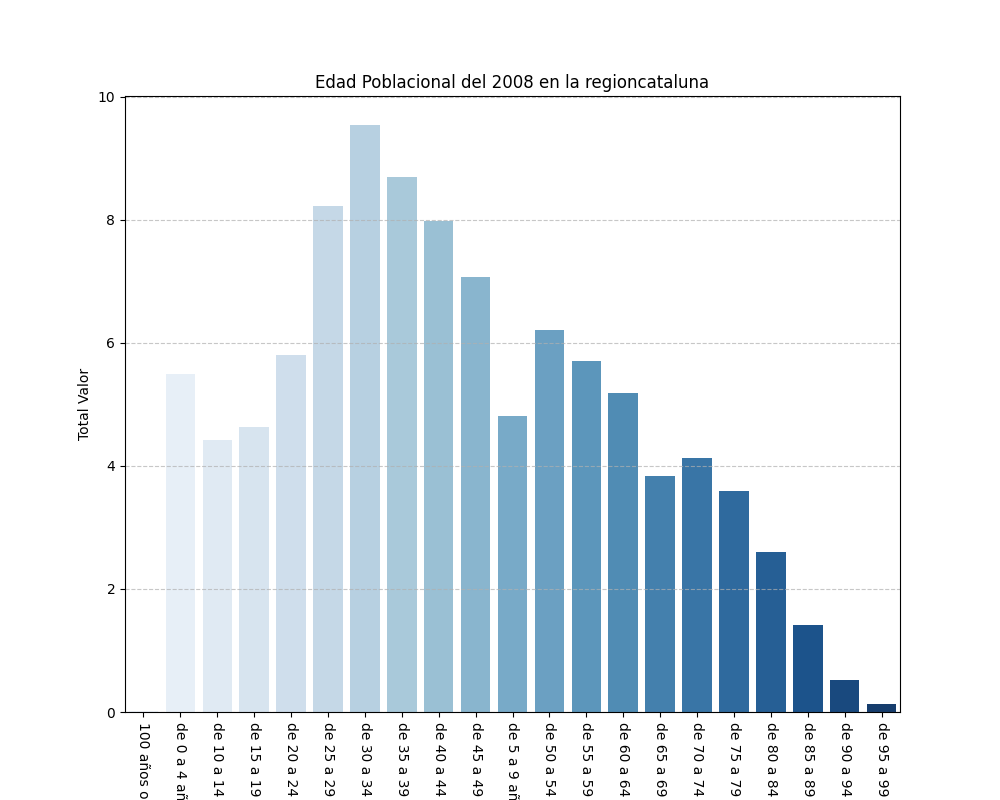 Edad Poblacional del 2008 en la regioncataluna
Total Valor
10
8
6
4
2
0
100 años o
de 0 a 4 añ
de 10 a 14
de 15 a 19
de 20 a 24
de 25 a 29
de 30 a 34
de 35 a 39
de 40 a 44
de 45 a 49
de 5 a 9 añ
de 50 a 54
de 55 a 59
de 60 a 64
de 65 a 69
de 70 a 74
de 75 a 79
de 80 a 84
de 85 a 89
de 90 a 94
de 95 a 99